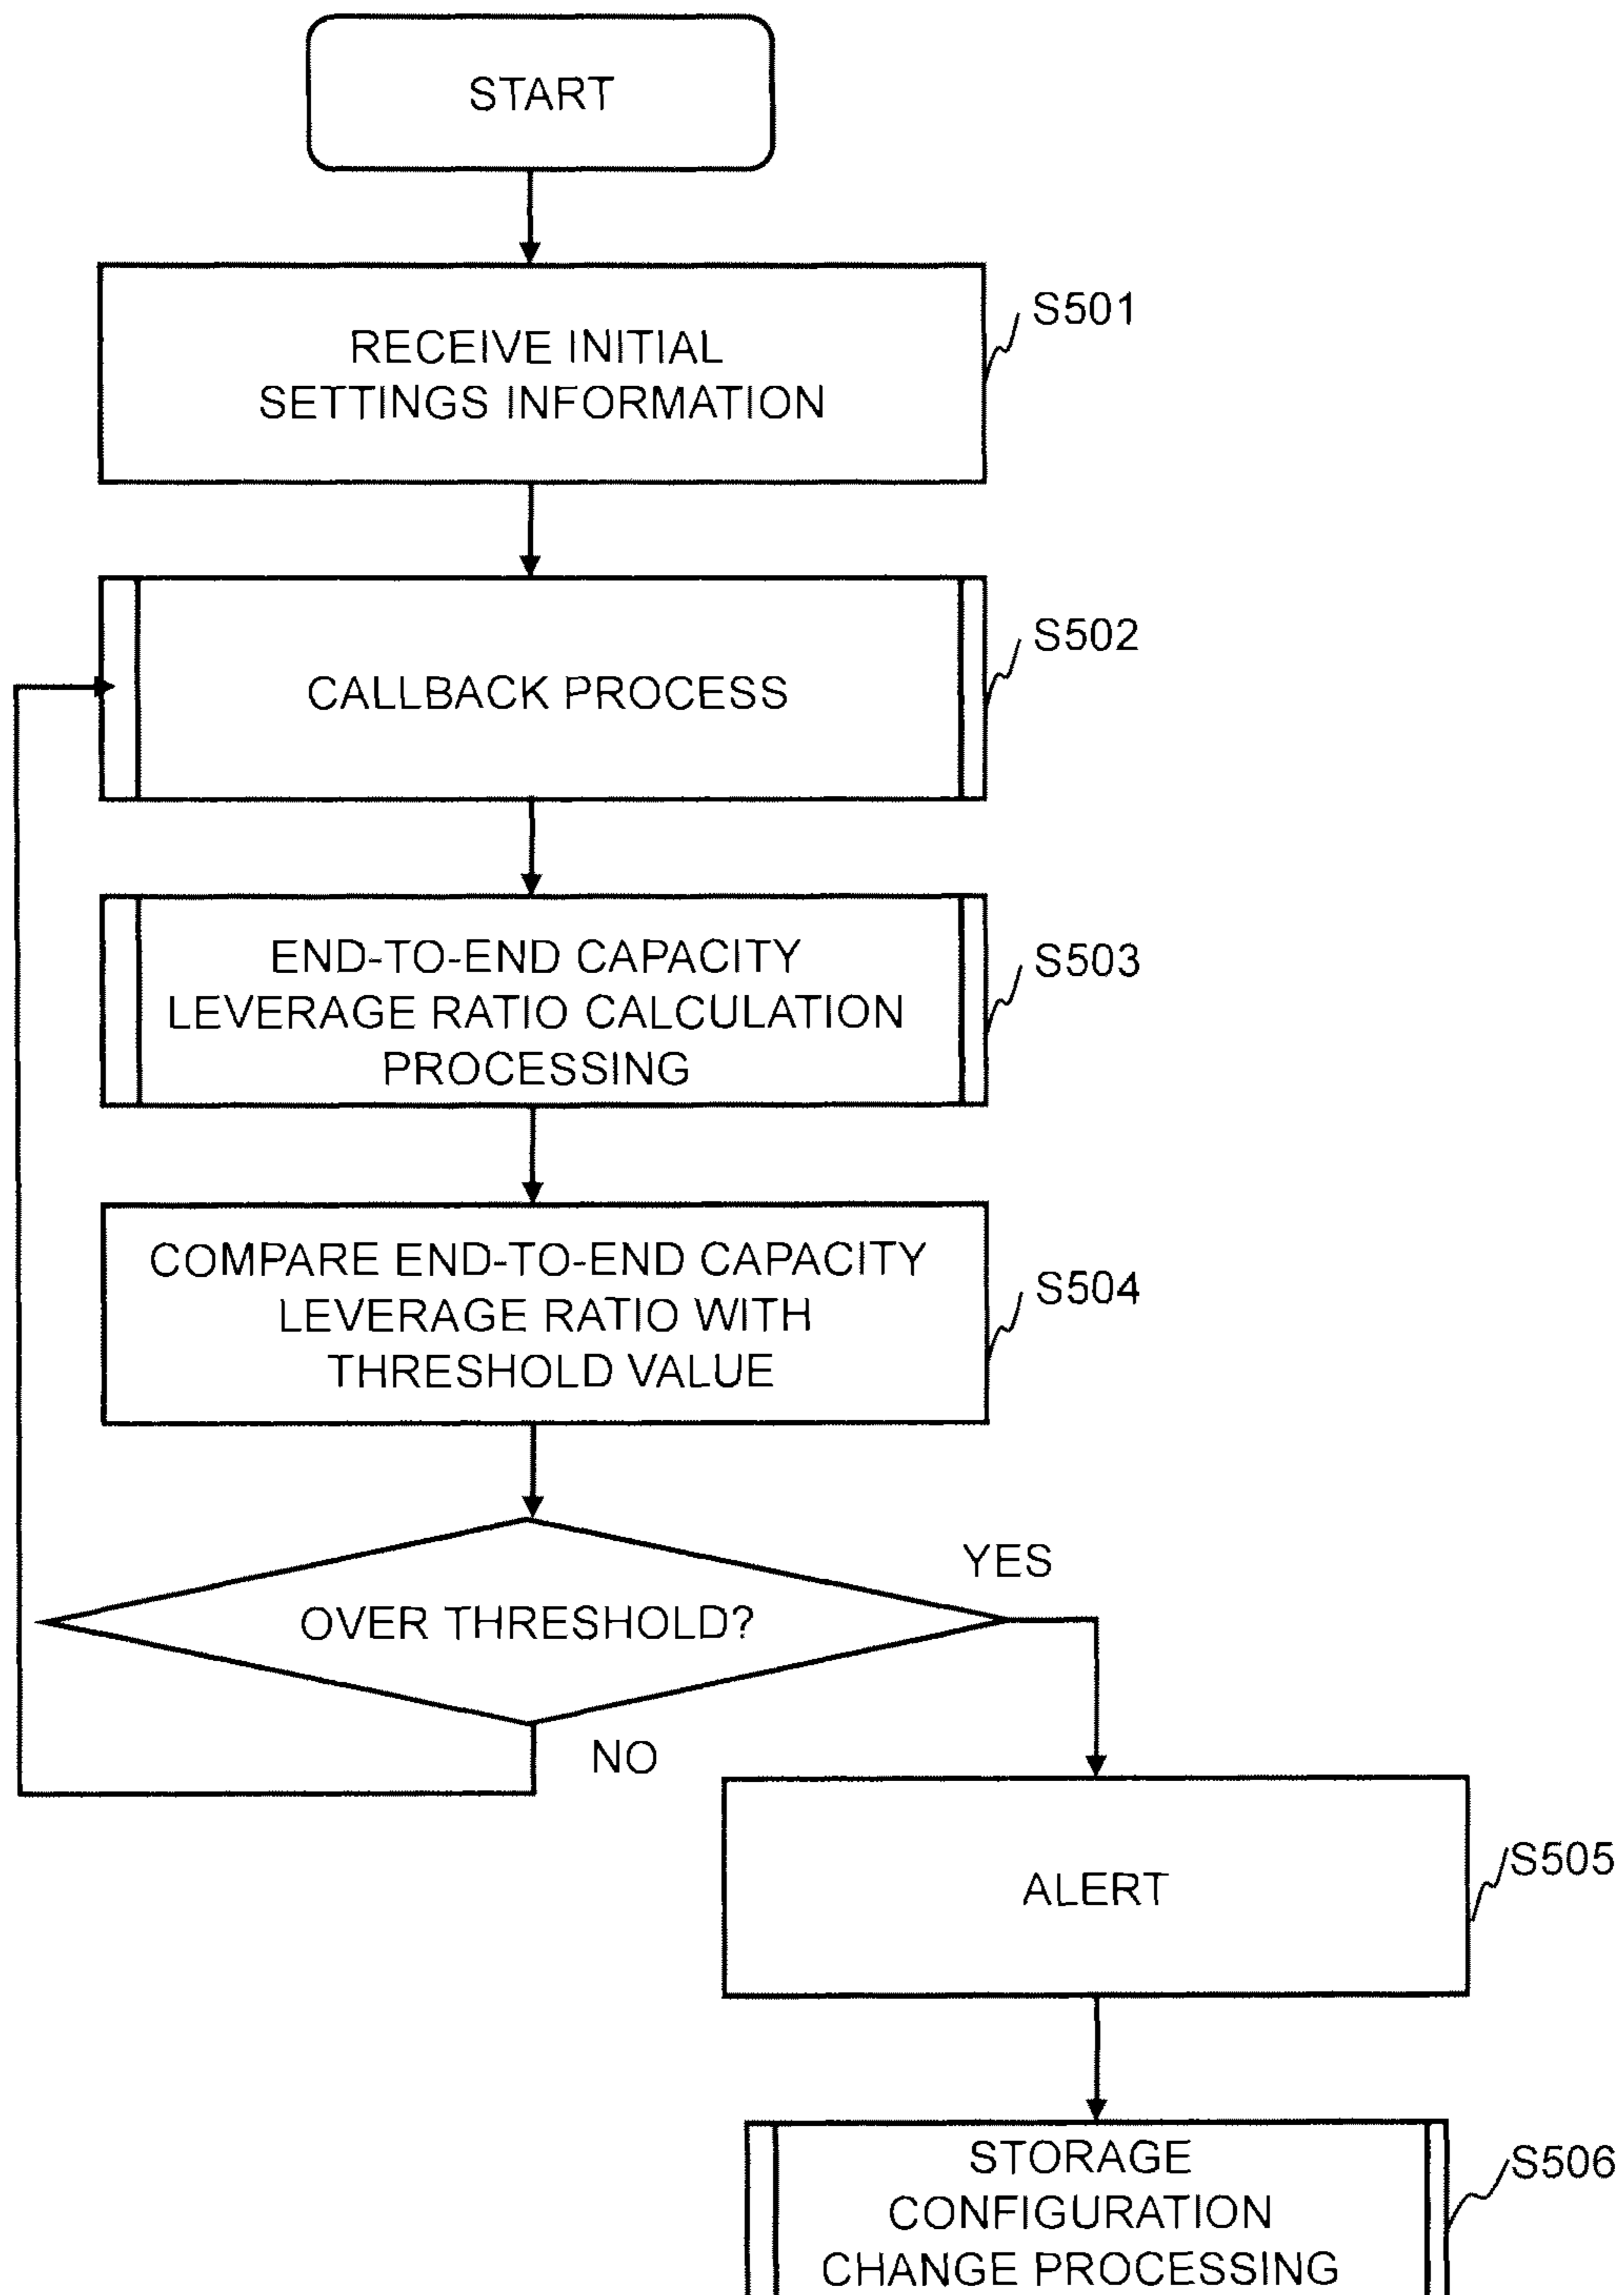 START
RECEIVE INITIAL
SETTINGS INFORMATION
S501
CALLBACK PROCESS
S502
END-TO-END CAPACITY
LEVERAGE RATIO CALCULATION
PROCESSING
S503
COMPARE END-TO-END CAPACITY
LEVERAGE RATIO WITH
THRESHOLD VALUE
S504
OVER THRESHOLD?
YES
NO
ALERT
S505
STORAGE
CONFIGURATION
CHANGE PROCESSING
S506